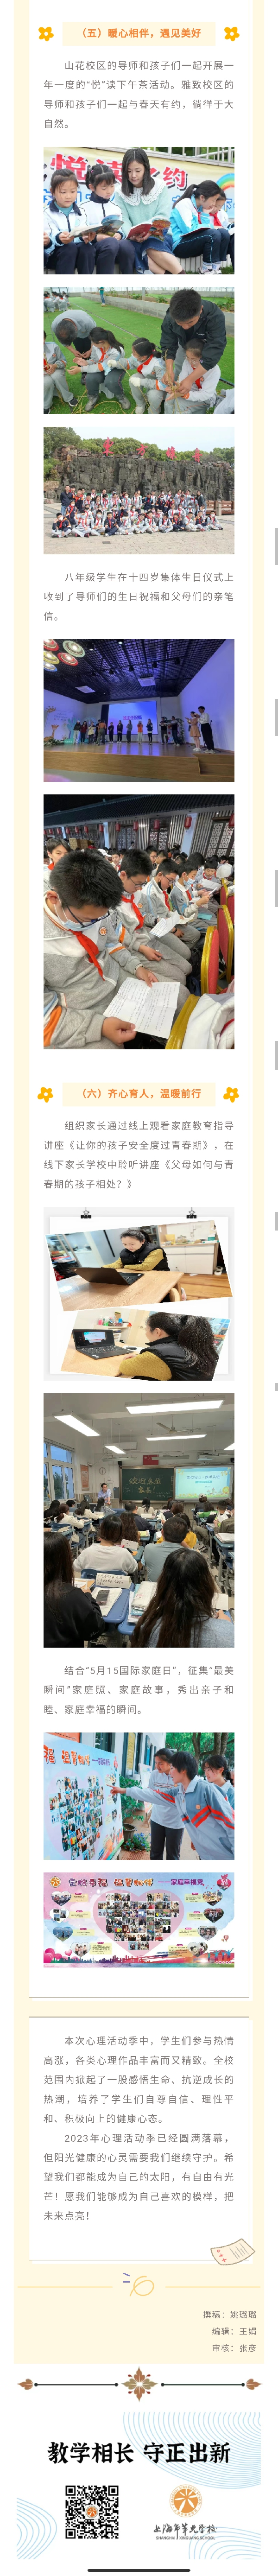 （五）暖心相伴，遇见美好
山花校区的导师和孩子们一起开展一
年一度的“悦”读下午茶活动。雅致校区的
导师和孩子们一起与春天有约，徜徉于大
自然。
八年级学生在十四岁集体生日仪式上
收到了导师们的生日祝福和父母们的亲笔
信。
（六）齐心育人，温暖前行
组织家长通过线上观看家庭教育指导
讲座《让你的孩子安全度过青春期》，在
线下家长学校中聆听讲座《父母如何与青
春期的孩子相处？》
欢迎各位
家长！
结合“5月15国际家庭日”，征集“最美
瞬间”家庭照、家庭故事，秀出亲子和
睦、家庭幸福的瞬间。
本次心理活动季中，学生们参与热情
高涨，各类心理作品丰富而又精致。全校
范围内掀起了一股感悟生命、抗逆成长的
热潮，培养了学生们自尊自信、理性平
和、积极向上的健康心态。
2023年心理活动季已经圆满落幕，
但阳光健康的心灵需要我们继续守护。希
望我们都能成为自己的太阳，有自由有光
芒！愿我们能够成为自己喜欢的模样，把
未来点亮！
撰稿：姚璐璐
编辑：王娟
审核：张彦
教学相长 守正出新